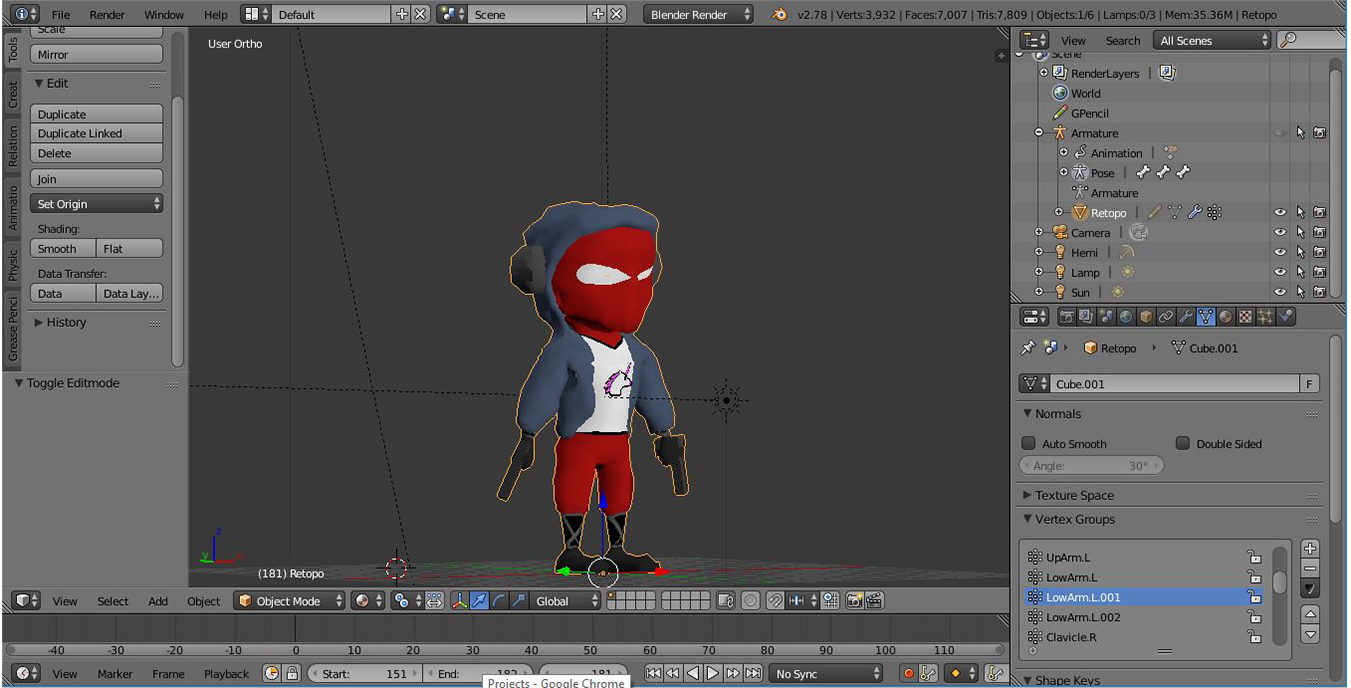 File Render Window Help Default Scene Blender Render v2.78 | Verts:3,932 | Faces:7,007 | Tris:7,809 | Objects:1/6 | Lamps:0/3 | Mem:35.36M | Retopo
Tools
Creat
Relation
Animatio
Physic
Grease Penci
Scale
Mirror
Edit
Duplicate
Duplicate Linked
Delete
Join
Set Origin
Shading:
Smooth Flat
Data Transfer:
Data Data Lay...
History
Toggle Editmode
User Ortho
z
y
(181) Retopo
View Select Add Object Object Mode Global
-40 -30 -20 -10 0 10 20 30 40 50 60 70 80 90 100 110
View Marker Frame Playback Start: 151 End: 182 181 No Sync
Projects - Google Chrome
View Search All Scenes
Scene
RenderLayers
World
GPencil
Armature
Animation
Pose
Armature
Retopo
Camera
Hemi
Lamp
Sun
Retopo Cube.001
Cube.001 F
Normals
Auto Smooth Double Sided
Angle: 30°
Texture Space
Vertex Groups
UpArm.L
LowArm.L
LowArm.L.001
LowArm.L.002
Clavicle.R
Shape Keys